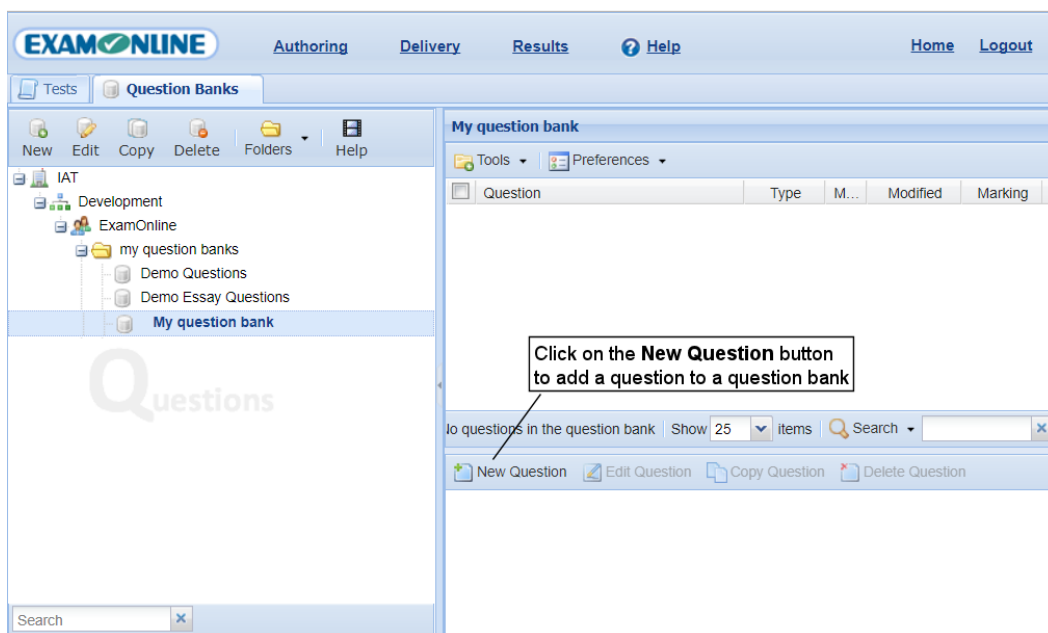 EXAMONLINE Authoring Delivery Results Help Home Logout
Tests Question Banks
New Edit Copy Delete Folders Help
IAT
Development
ExamOnline
my question banks
Demo Questions
Demo Essay Questions
My question bank
Questions
Search
My question bank
Tools Preferences
Question Type M... Modified Marking
Click on the New Question button
to add a question to a question bank
No questions in the question bank Show 25 items Search
New Question Edit Question Copy Question Delete Question